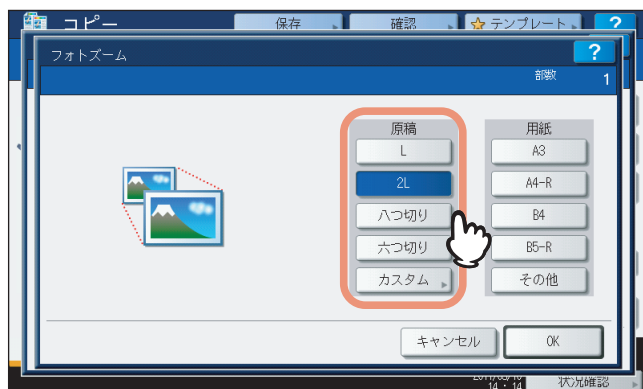 コピー
保存
確認
テンプレート
?
フォトズーム
?
部数 1
原稿
用紙
L
A3
2L
A4-R
八つ切り
B4
六つ切り
B5-R
カスタム
その他
キャンセル
OK
14:14
状況確認